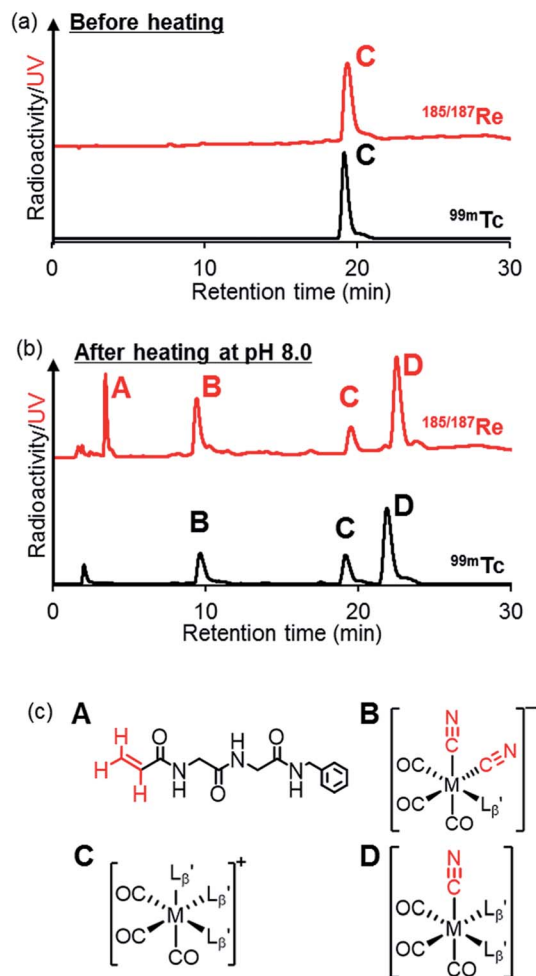 (a) Before heating
Radioactivity/UV
C
185/187Re
C
99mTc
0 10 20 30
Retention time (min)
(b) After heating at pH 8.0
Radioactivity/UV
A B C D
185/187Re
B C D
99mTc
0 10 20 30
Retention time (min)
(c) A
H
H
H
O
N
H
O
H
N
O
N
H
B
N
C
C≡N
OC
M
OC
Lβ'
CO
–
C
Lβ'
+
OC
M
Lβ'
OC
Lβ'
CO
D
N
C
OC
M
Lβ'
OC
Lβ'
CO